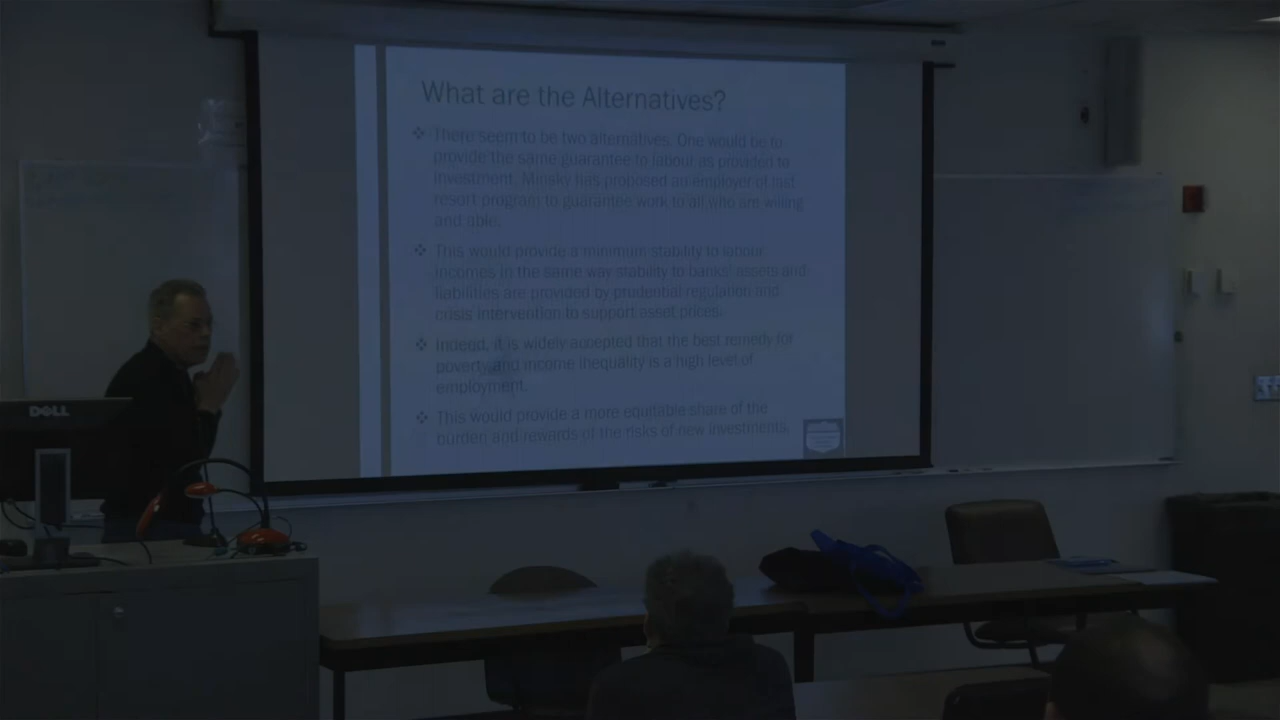 What are the Alternatives?
There seem to be two alternatives. One would be to
provide the same guarantee to labour as provided to
investment. Minsky has proposed an employer of last
resort program to guarantee work to all who are willing
and able.
This would provide a minimum stability to labour
incomes in the same way stability to banks' assets and
liabilities are provided by prudential regulation and
crisis intervention to support asset prices.
Indeed, it is widely accepted that the best remedy for
poverty and income inequality is a high level of
employment.
This would provide a more equitable share of the
burden and rewards of the risks of new investments.
DELL